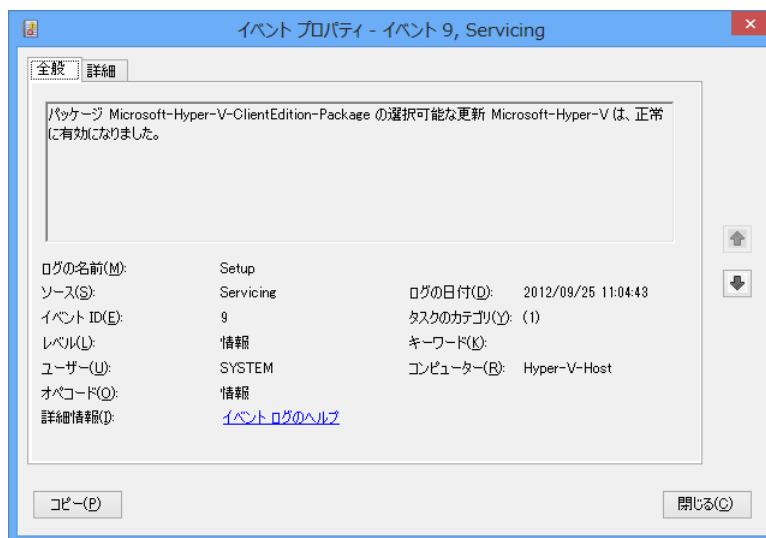 イベント プロパティ - イベント 9, Servicing
全般
詳細
パッケージ Microsoft-Hyper-V-ClientEdition-Package の選択可能な更新 Microsoft-Hyper-V は、正常
に有効になりました。
ログの名前(M): Setup
ソース(S): Servicing ログの日付(D): 2012/09/25 11:04:43
イベント ID(E): 9 タスクのカテゴリ(Y): (1)
レベル(L): 情報 キーワード(K):
ユーザー(U): SYSTEM コンピューター(R): Hyper-V-Host
オペコード(O): 情報
詳細情報(I): イベント ログのヘルプ
コピー(P) 閉じる(C)